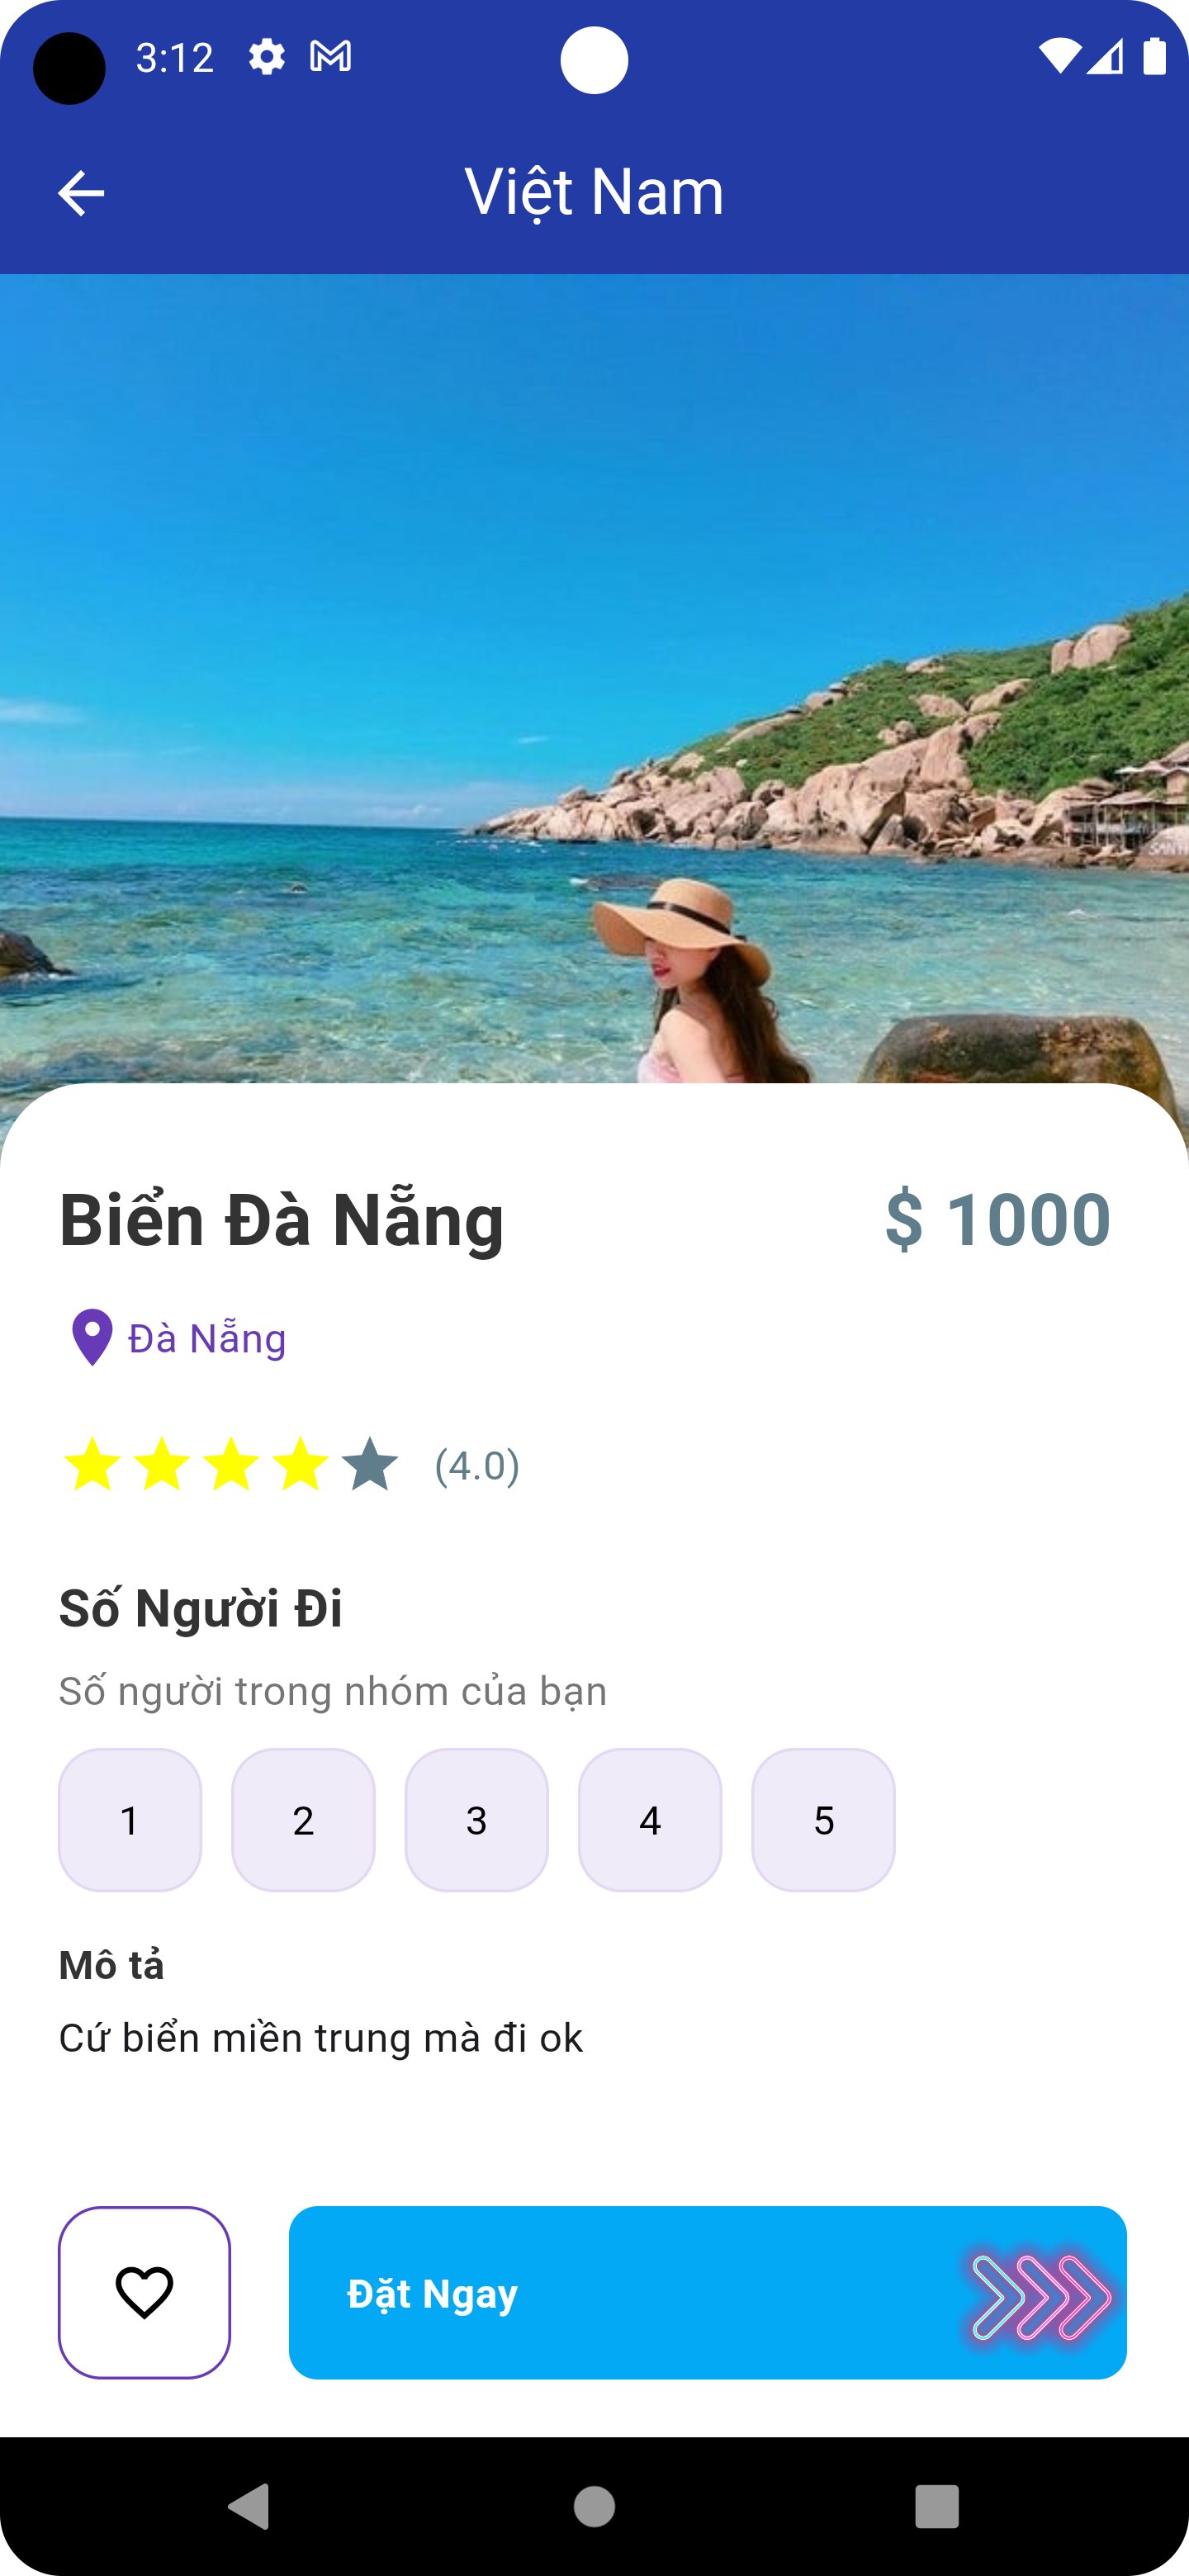 3:12
Việt Nam
Biển Đà Nẵng
$ 1000
Đà Nẵng
(4.0)
Số Người Đi
Số người trong nhóm của bạn
1 2 3 4 5
Mô tả
Cứ biển miền trung mà đi ok
Đặt Ngay